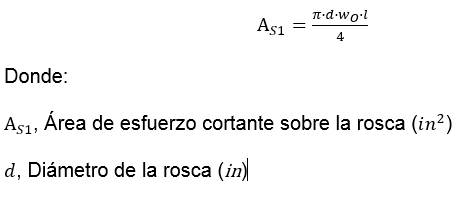 A_{S1} = \frac{π·d·w_O·l}{4}
Donde:
A_{S1}, Área de esfuerzo cortante sobre la rosca (in²)
d, Diámetro de la rosca (in)